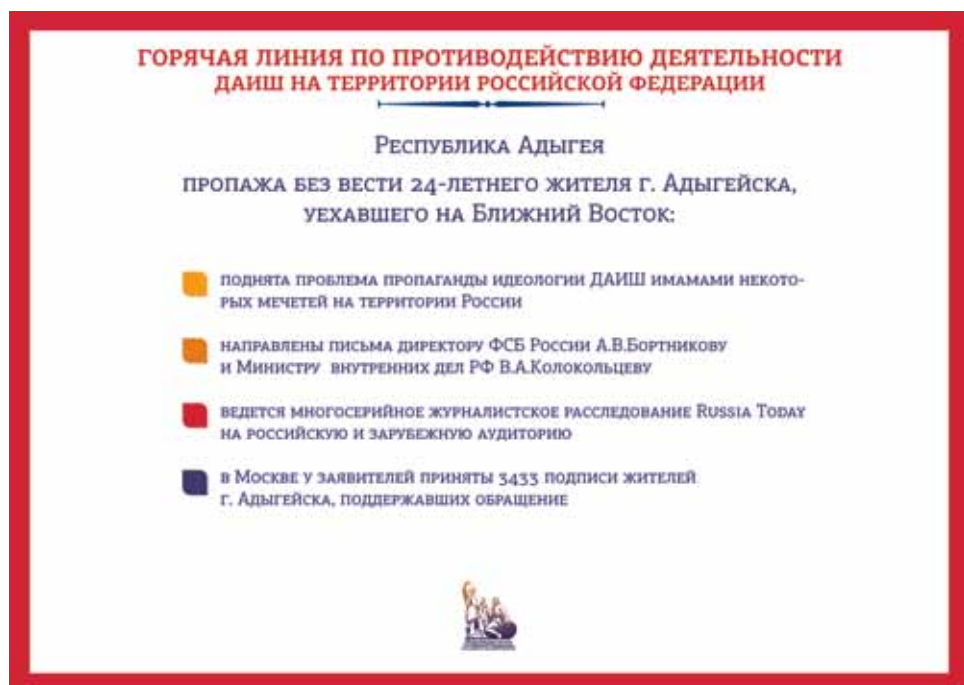 ГОРЯЧАЯ ЛИНИЯ ПО ПРОТИВОДЕЙСТВИЮ ДЕЯТЕЛЬНОСТИ
ДАИШ НА ТЕРРИТОРИИ РОССИЙСКОЙ ФЕДЕРАЦИИ
Республика Адыгея
пропажа без вести 24-летнего жителя г. Адыгейска,
уехавшего на Ближний Восток:
поднята проблема пропаганды идеологии ДАИШ имамами некото-
рых мечетей на территории России
направлены письма директору ФСБ России А.В.Бортникову
и Министру внутренних дел РФ В.А.Колокольцеву
ведется многосерийное журналистское расследование Russia Today
на российскую и зарубежную аудиторию
в Москве у заявителей приняты 3433 подписи жителей
г. Адыгейска, поддержавших обращение